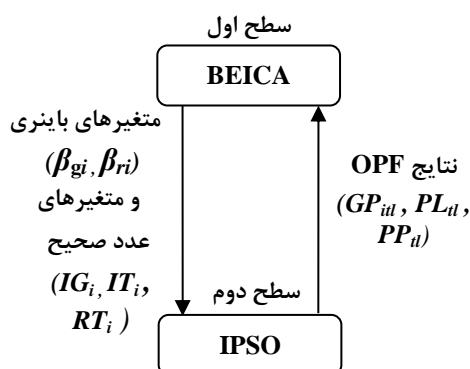 سطح اول
BEICA
متغیرهای باینری
(βgi, βri)
و متغیرهای
عدد صحیح
(IGi, ITi,
RTi )
نتایج OPF
(GPitl , PLtl ,
PPtl)
سطح دوم
IPSO